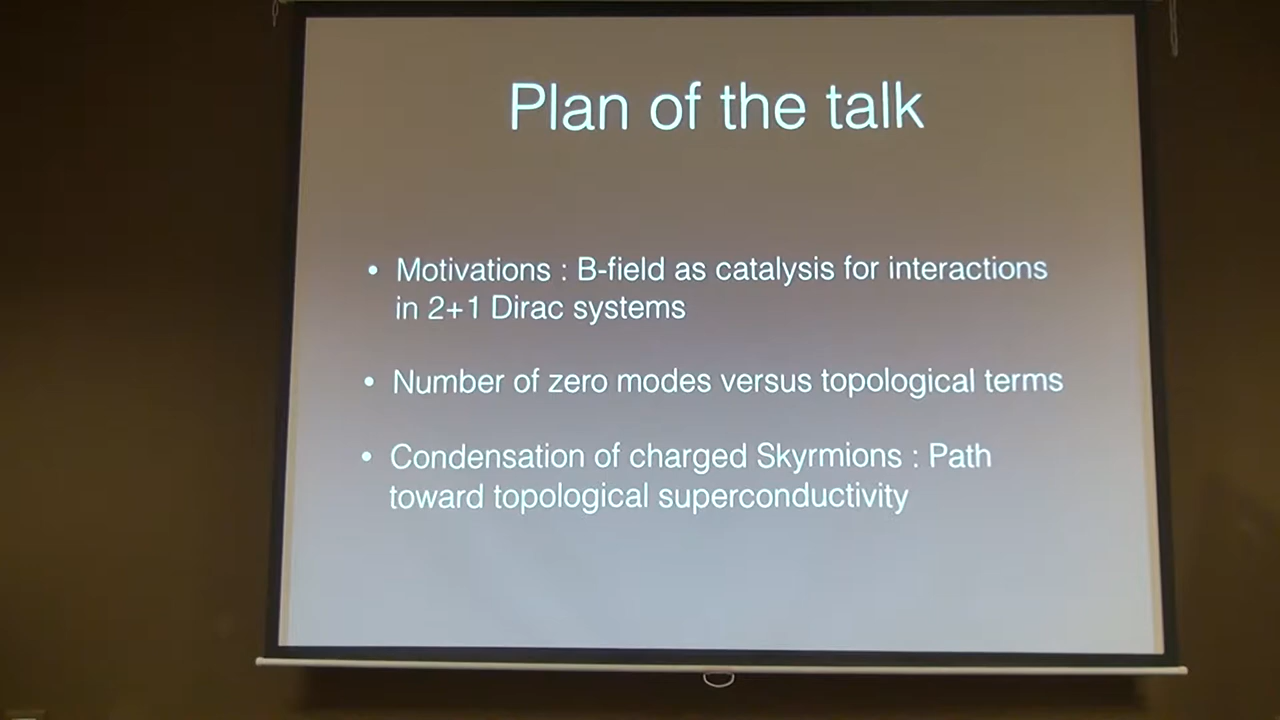 Plan of the talk
• Motivations : B-field as catalysis for interactions
in 2+1 Dirac systems
• Number of zero modes versus topological terms
• Condensation of charged Skyrmions : Path
toward topological superconductivity